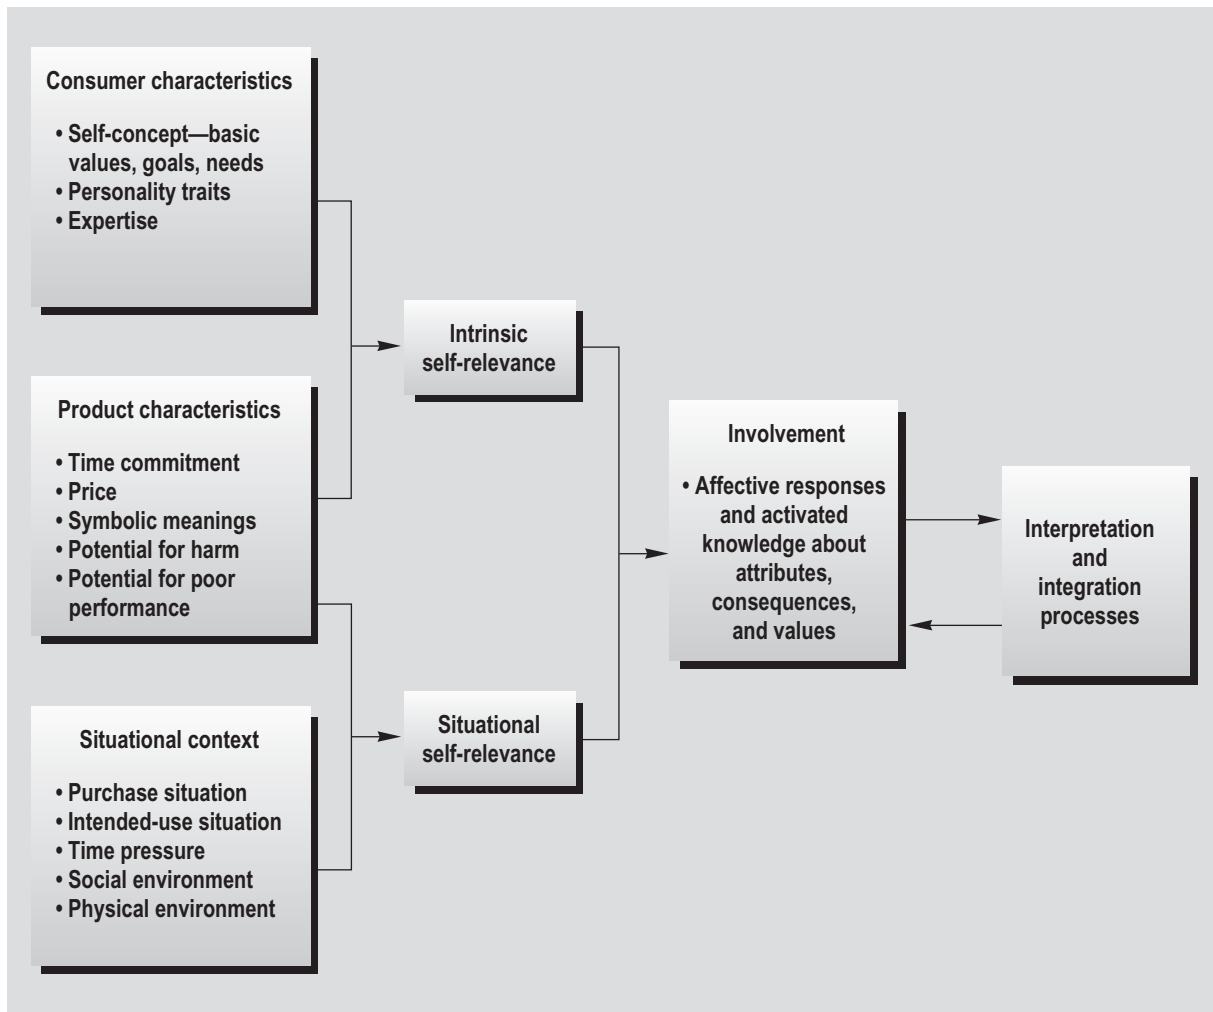 Consumer characteristics
• Self-concept—basic
values, goals, needs
• Personality traits
• Expertise
Product characteristics
• Time commitment
• Price
• Symbolic meanings
• Potential for harm
• Potential for poor
performance
Situational context
• Purchase situation
• Intended-use situation
• Time pressure
• Social environment
• Physical environment
Intrinsic
self-relevance
Situational
self-relevance
Involvement
• Affective responses
and activated
knowledge about
attributes,
consequences,
and values
Interpretation
and
integration
processes